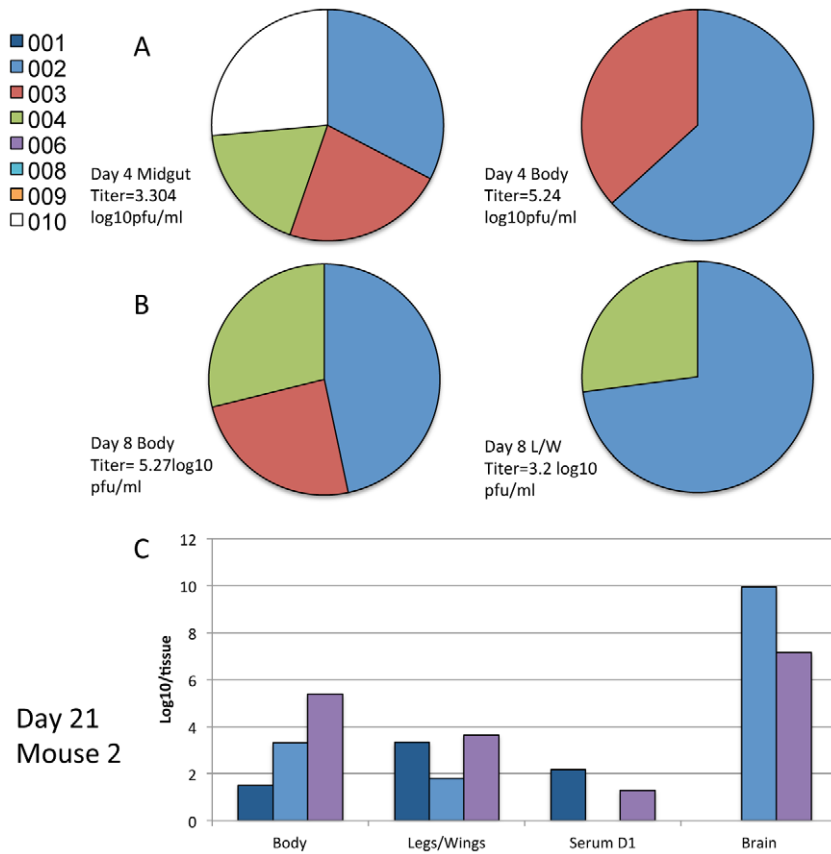 001
002
003
004
006
008
009
010
A
Day 4 Midgut
Titer=3.304
log10pfu/ml
Day 4 Body
Titer=5.24
log10pfu/ml
B
Day 8 Body
Titer= 5.27log10
pfu/ml
Day 8 L/W
Titer=3.2 log10
pfu/ml
C
Day 21
Mouse 2
Log10/tissue
12
10
8
6
4
2
0
Body
Legs/Wings
Serum D1
Brain